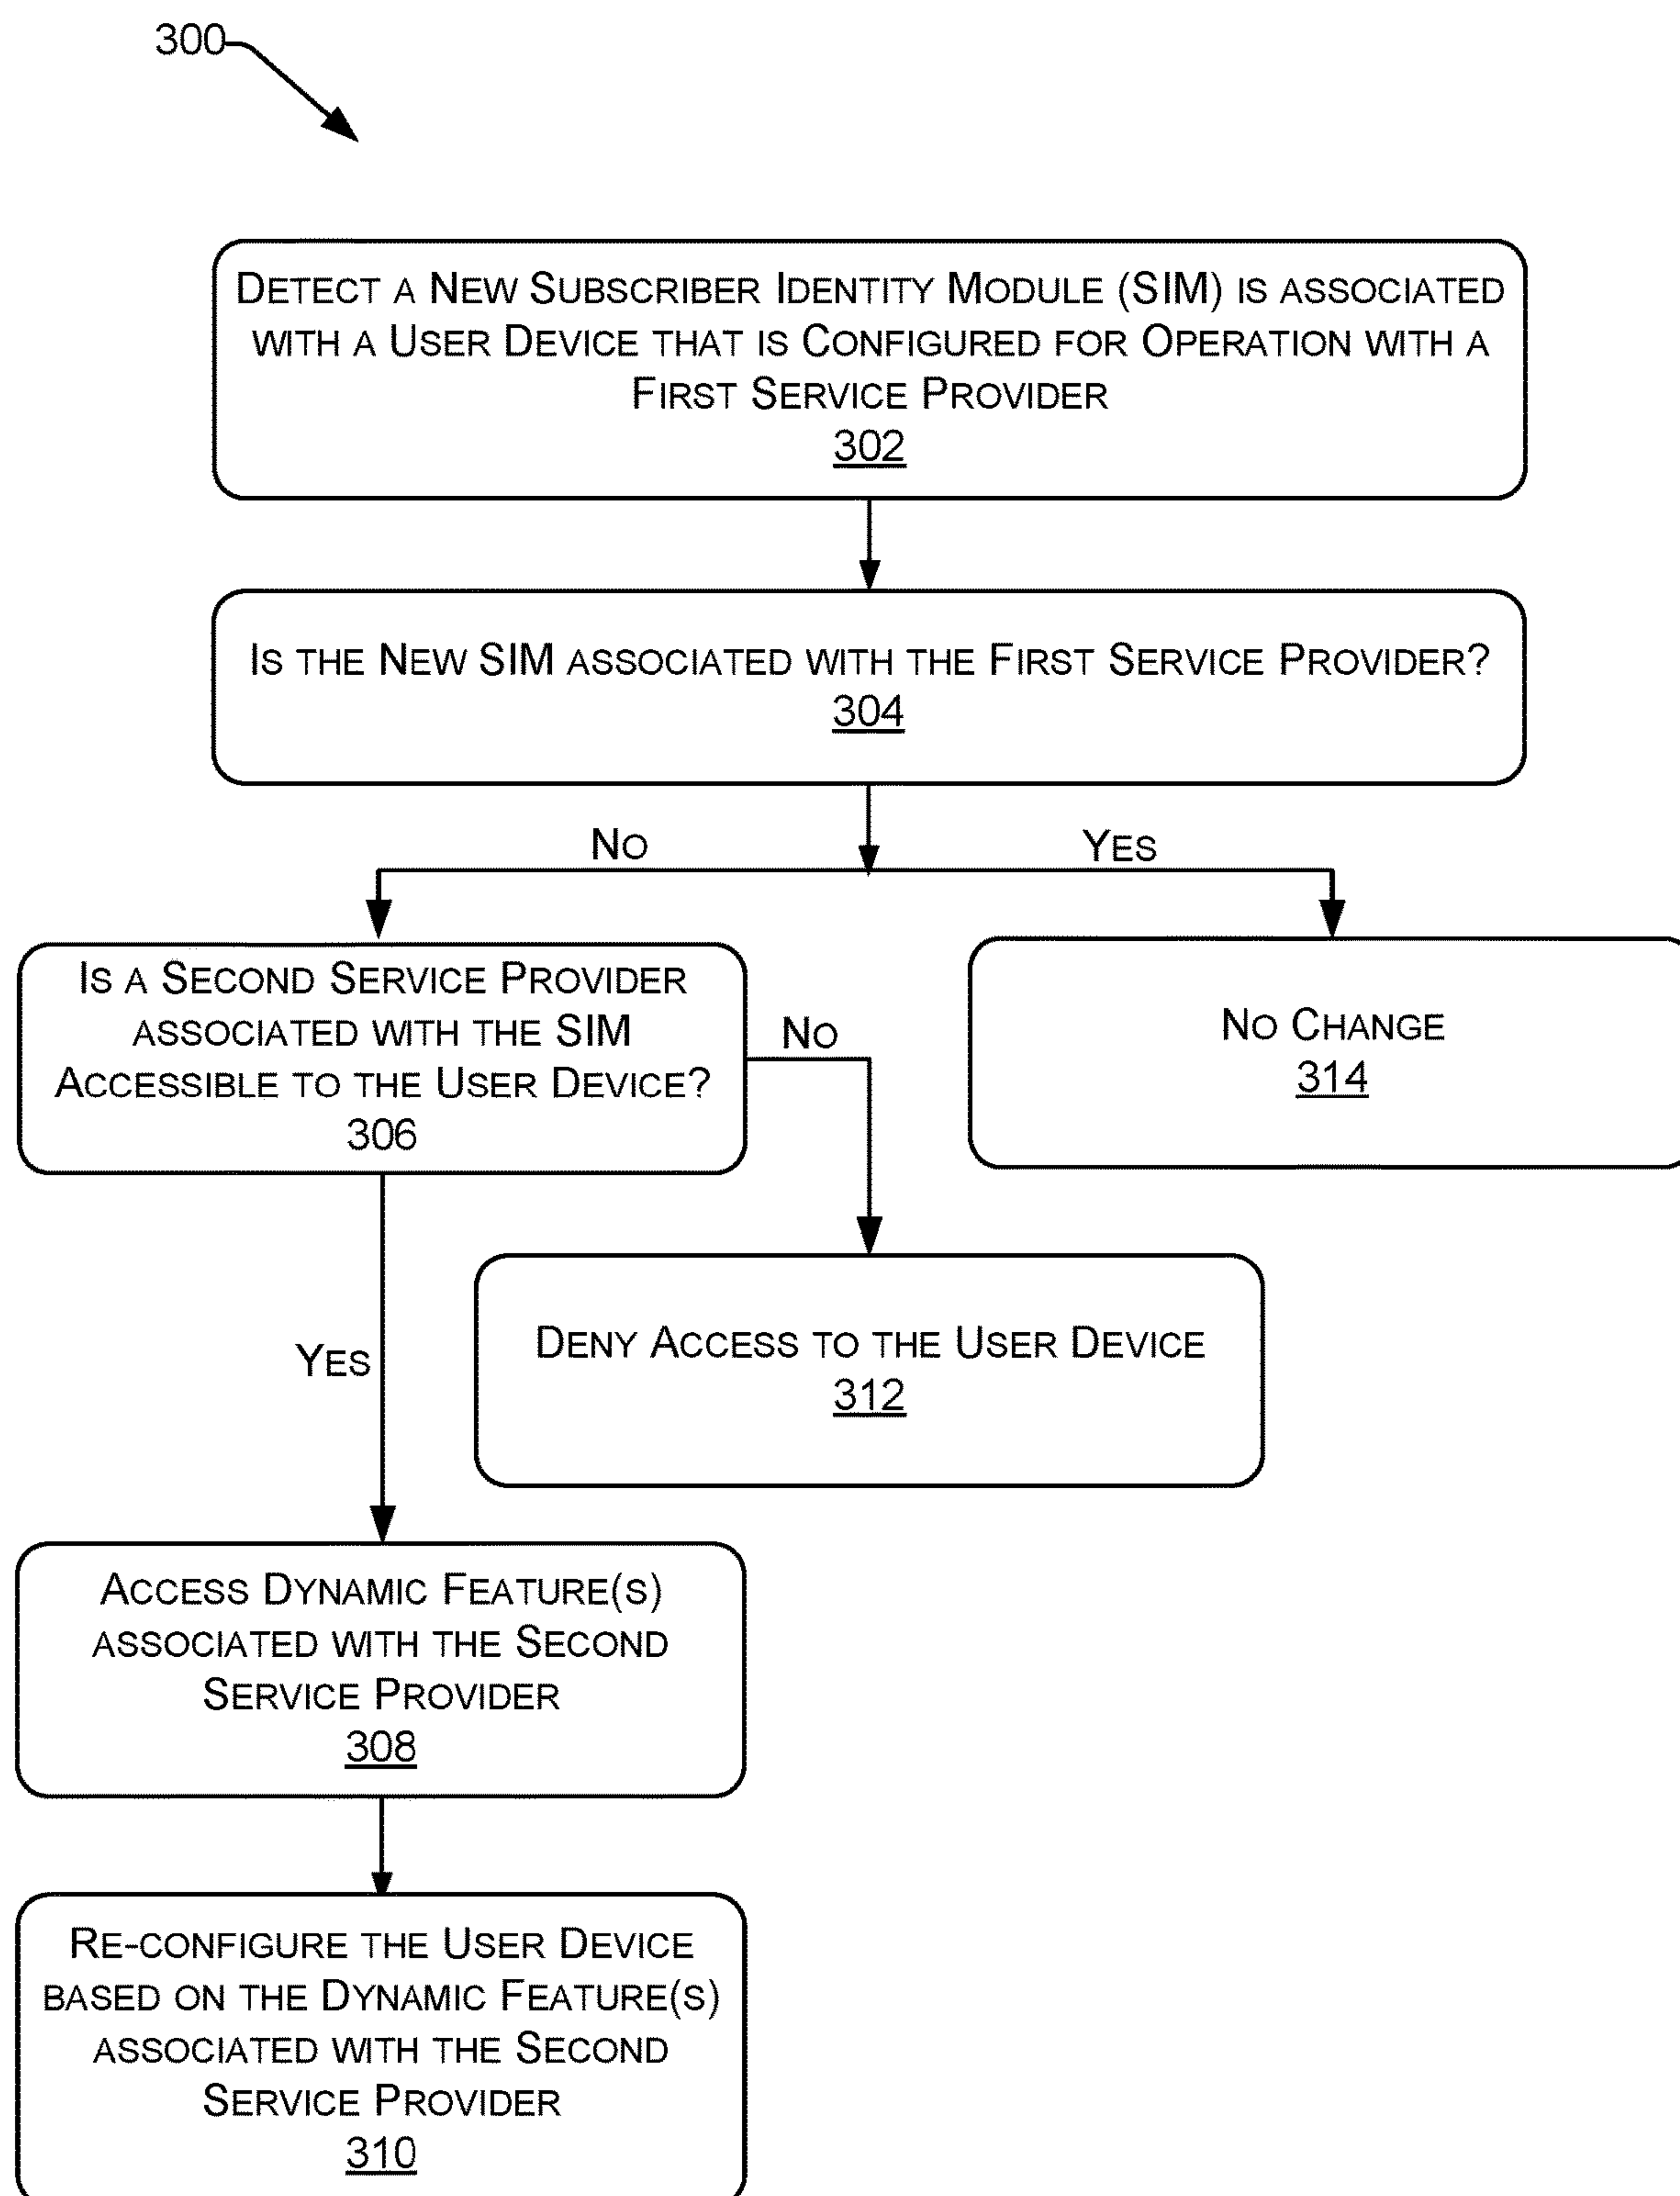 300
Detect a New Subscriber Identity Module (SIM) is associated
with a User Device that is Configured for Operation with a
First Service Provider
302
Is the New SIM associated with the First Service Provider?
304
No
Yes
Is a Second Service Provider
associated with the SIM
Accessible to the User Device?
306
No
No Change
314
Deny Access to the User Device
312
Yes
Access Dynamic Feature(s)
associated with the Second
Service Provider
308
Re-configure the User Device
based on the Dynamic Feature(s)
associated with the Second
Service Provider
310